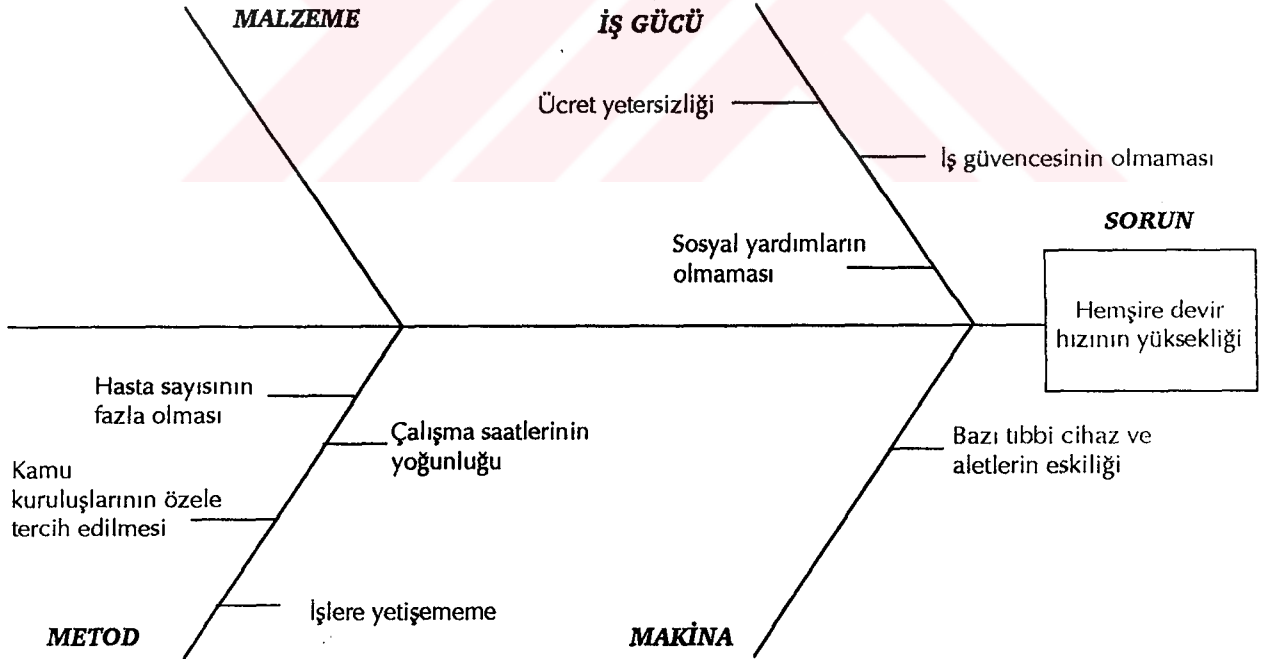 MALZEME
İŞ GÜCÜ
Ücret yetersizliği
İş güvencesinin olmaması
SORUN
Sosyal yardımların
olmaması
Hemşire devir
hızının yüksekliği
Hasta sayısının
fazla olması
Çalışma saatlerinin
yoğunluğu
Bazı tıbbi cihaz ve
aletlerin eskiliği
Kamu
kuruluşlarının özele
tercih edilmesi
İşlere yetişememe
METOD
MAKİNA